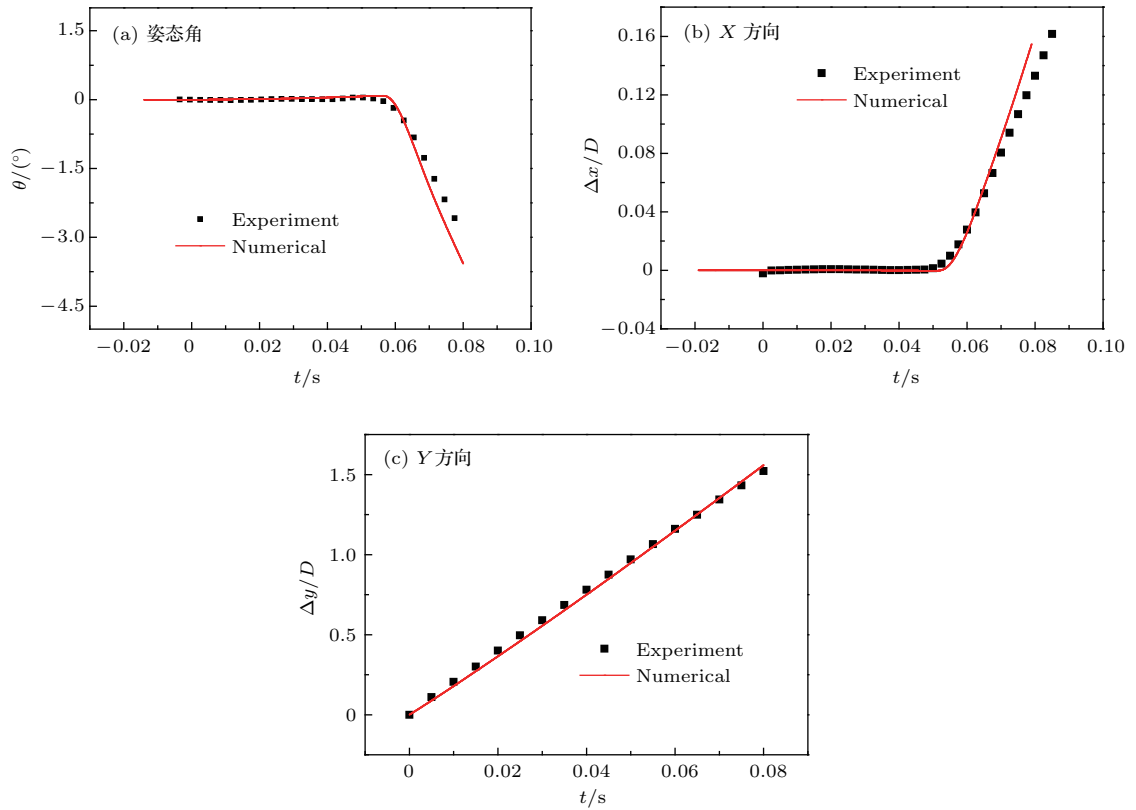 (a) 姿态角
1.5
0
−1.5
−3.0
−4.5
θ/(°)
Experiment
Numerical
−0.02 0 0.02 0.04 0.06 0.08 0.10
t/s
(b) X 方向
0.16
0.12
0.08
0.04
0
−0.04
Δx/D
Experiment
Numerical
−0.02 0 0.02 0.04 0.06 0.08 0.10
t/s
(c) Y 方向
1.5
1.0
0.5
0
Δy/D
Experiment
Numerical
0 0.02 0.04 0.06 0.08
t/s